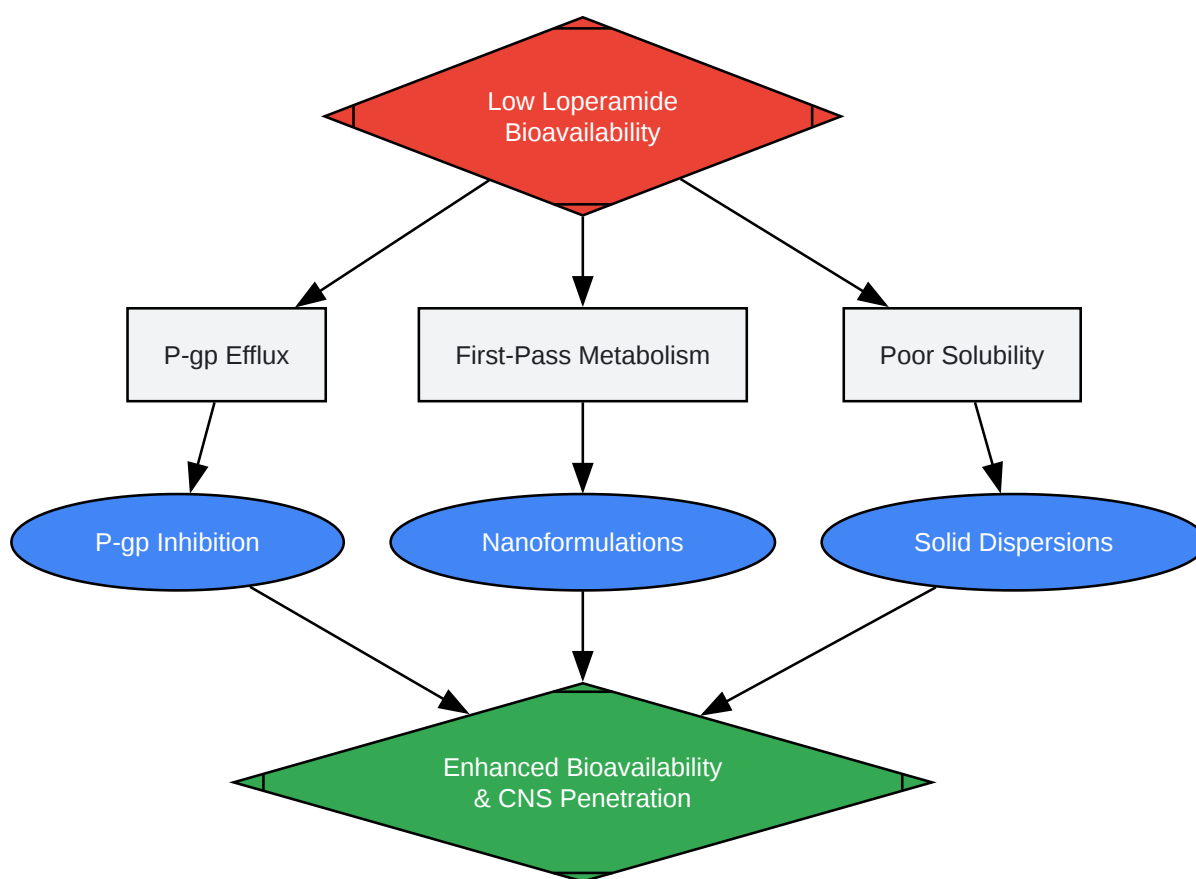 Low Loperamide
Bioavailability
P-gp Efflux
First-Pass Metabolism
Poor Solubility
P-gp Inhibition
Nanoformulations
Solid Dispersions
Enhanced Bioavailability
& CNS Penetration